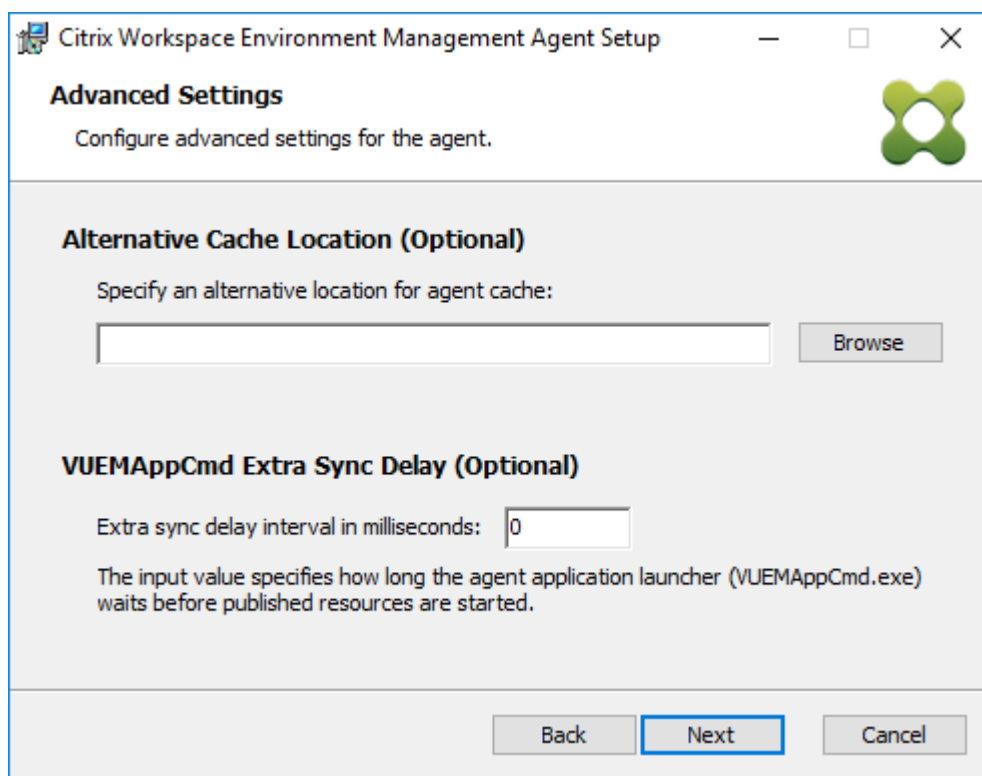 Citrix Workspace Environment Management Agent Setup
Advanced Settings
Configure advanced settings for the agent.
Alternative Cache Location (Optional)
Specify an alternative location for agent cache:
Browse
VUEMAppCmd Extra Sync Delay (Optional)
Extra sync delay interval in milliseconds: 0
The input value specifies how long the agent application launcher (VUEMAppCmd.exe)
waits before published resources are started.
Back Next Cancel